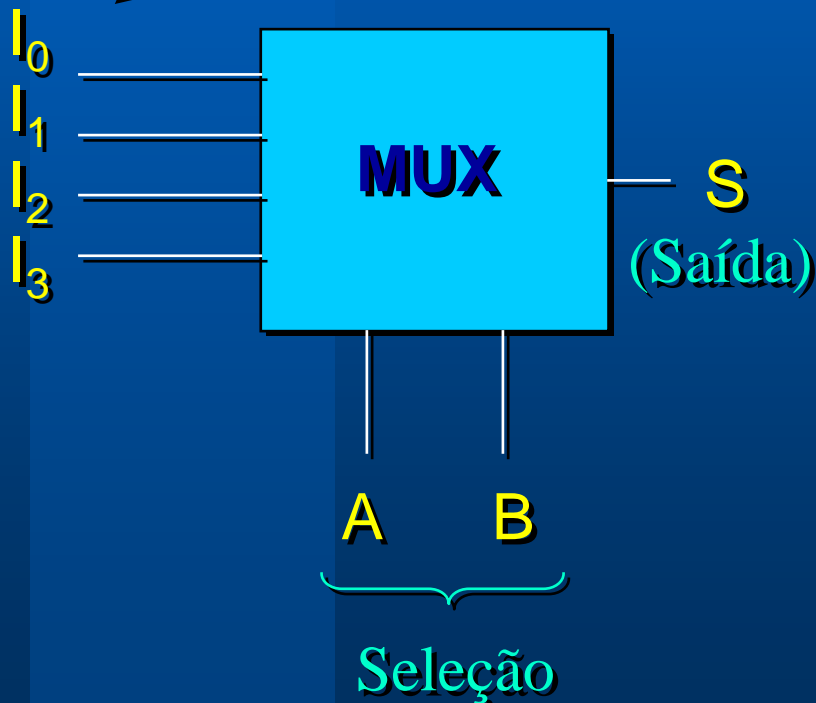 I0
I1
MUX
I2
S
I3
(Saída)
A B
Seleção